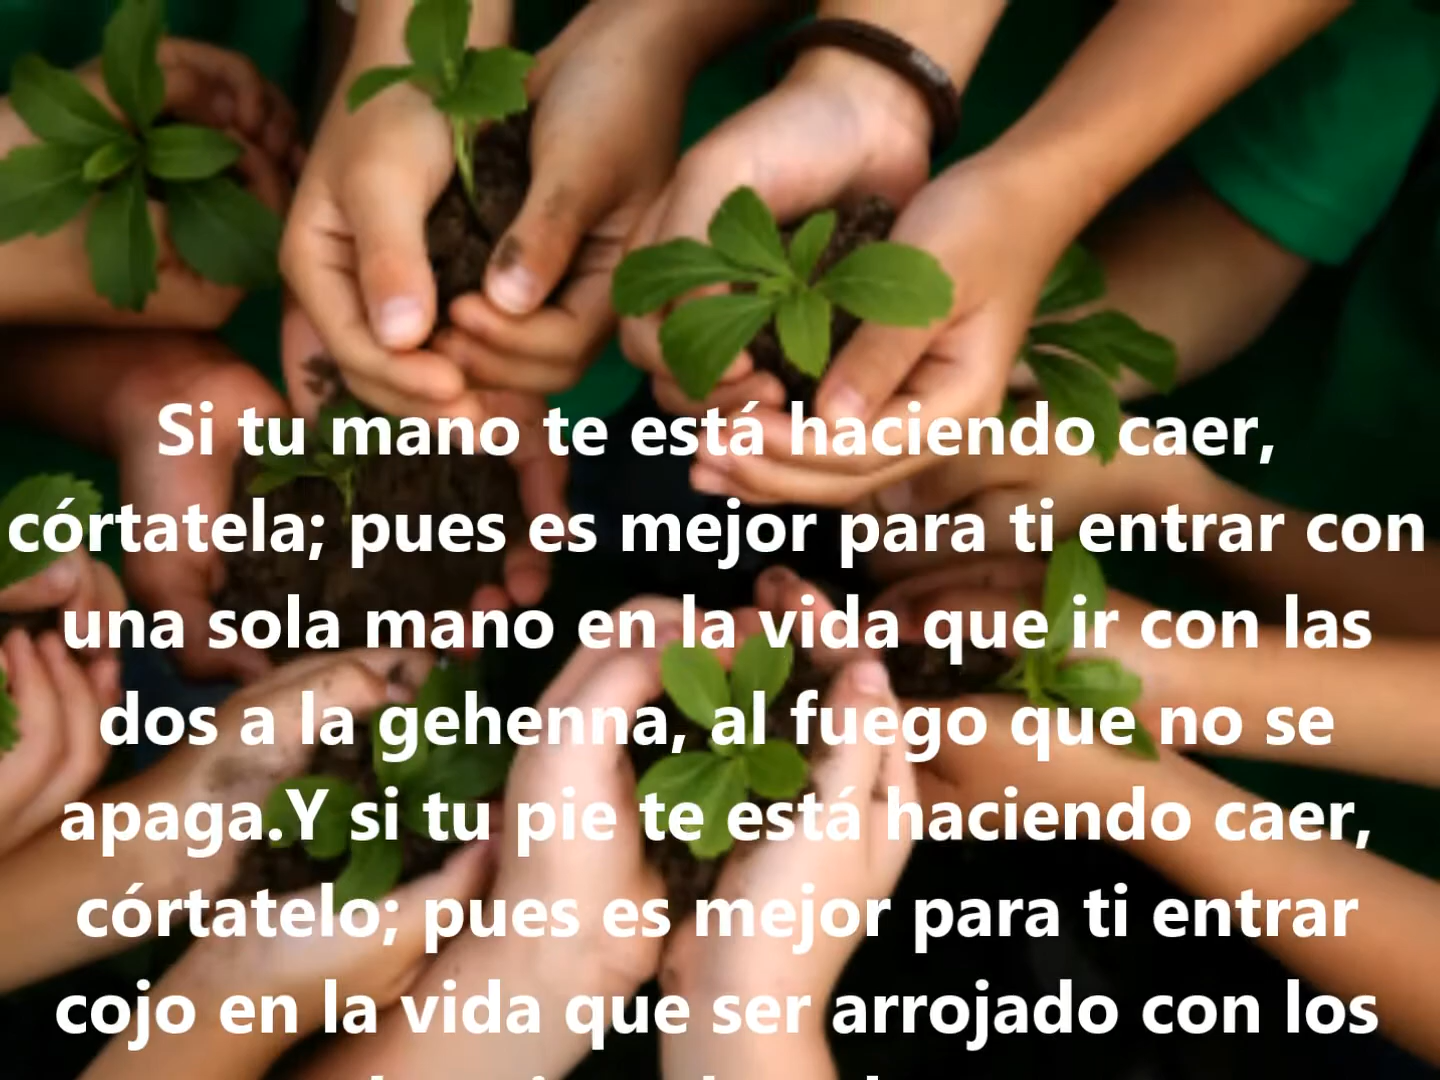 Si tu mano te está haciendo caer,
córtatela; pues es mejor para ti entrar con
una sola mano en la vida que ir con las
dos a la gehenna, al fuego que no se
apaga.Y si tu pie te está haciendo caer,
córtatelo; pues es mejor para ti entrar
cojo en la vida que ser arrojado con los